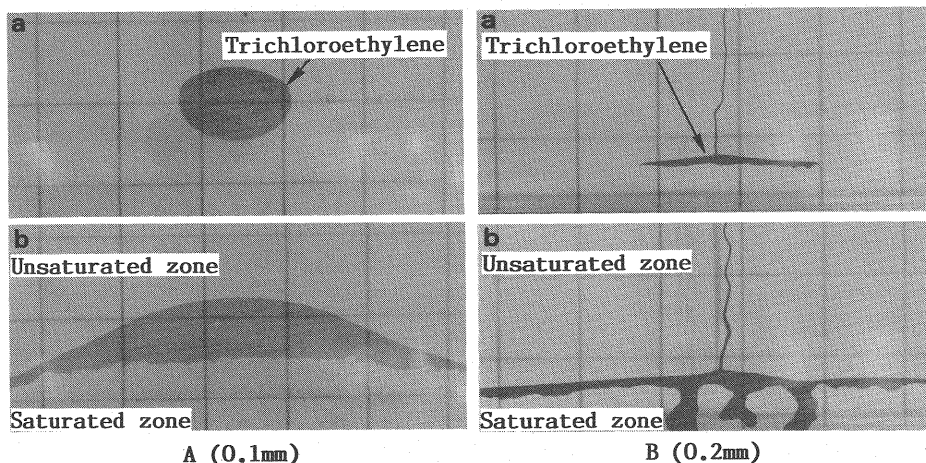 a
Trichloroethylene
b
Unsaturated zone
Saturated zone
A (0.1mm)
a
Trichloroethylene
b
Unsaturated zone
Saturated zone
B (0.2mm)